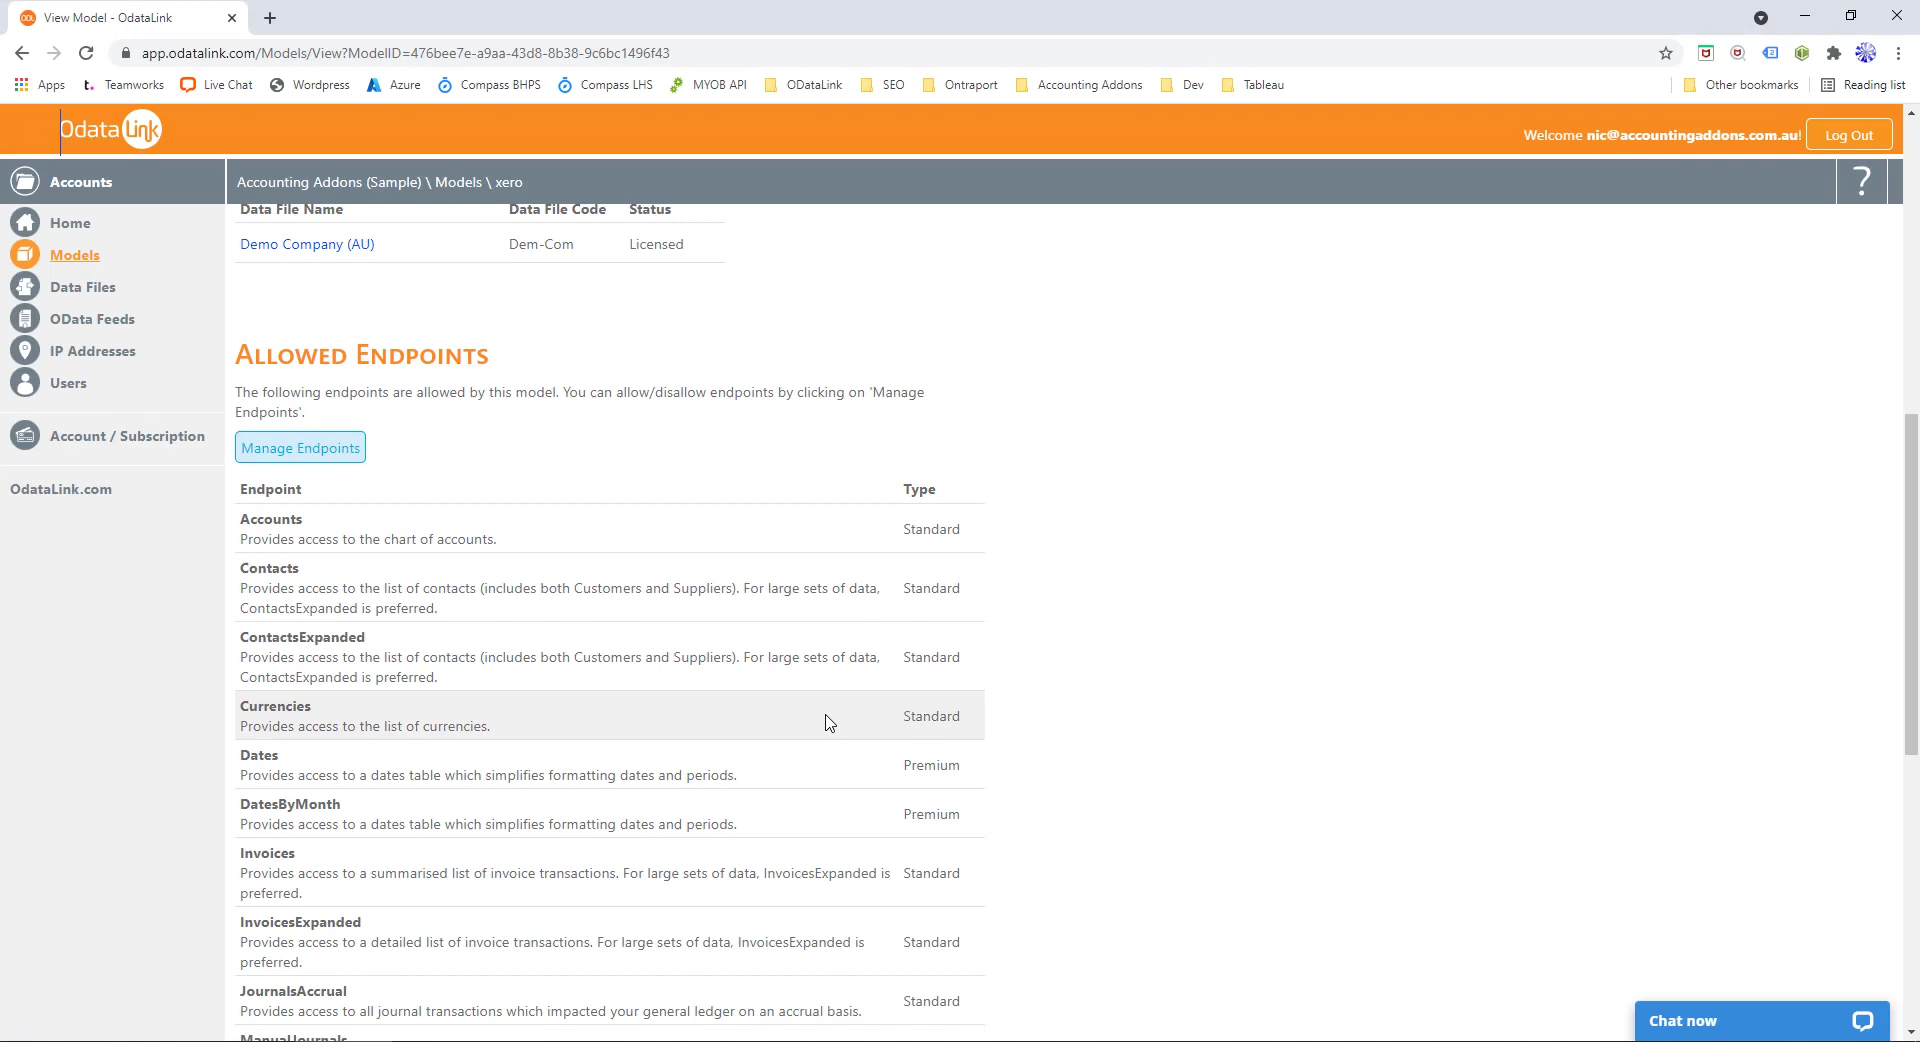 View Model - OdataLink
app.odatalink.com/Models/View?ModelID=476bee7e-a9aa-43d8-8b38-9c6bc1496f43
Apps t. Teamworks Live Chat Wordpress Azure Compass BHPS Compass LHS MYOB API ODataLink SEO Ontraport Accounting Addons Dev Tableau Other bookmarks Reading list
OdataLink Welcome nic@accountingaddons.com.au! Log Out
Accounts
Accounting Addons (Sample) \ Models \ xero ?
Home
Models
Data Files
OData Feeds
IP Addresses
Users
Account / Subscription
OdataLink.com
Data File Name Data File Code Status
Demo Company (AU) Dem-Com Licensed
Allowed Endpoints
The following endpoints are allowed by this model. You can allow/disallow endpoints by clicking on 'Manage
Endpoints'.
Manage Endpoints
Endpoint Type
Accounts
Provides access to the chart of accounts. Standard
Contacts
Provides access to the list of contacts (includes both Customers and Suppliers). For large sets of data, Standard
ContactsExpanded is preferred.
ContactsExpanded
Provides access to the list of contacts (includes both Customers and Suppliers). For large sets of data, Standard
ContactsExpanded is preferred.
Currencies
Provides access to the list of currencies. Standard
Dates
Provides access to a dates table which simplifies formatting dates and periods. Premium
DatesByMonth
Provides access to a dates table which simplifies formatting dates and periods. Premium
Invoices
Provides access to a summarised list of invoice transactions. For large sets of data, InvoicesExpanded is Standard
preferred.
InvoicesExpanded
Provides access to a detailed list of invoice transactions. For large sets of data, InvoicesExpanded is Standard
preferred.
JournalsAccrual
Provides access to all journal transactions which impacted your general ledger on an accrual basis. Standard
ManualJournals
Chat now